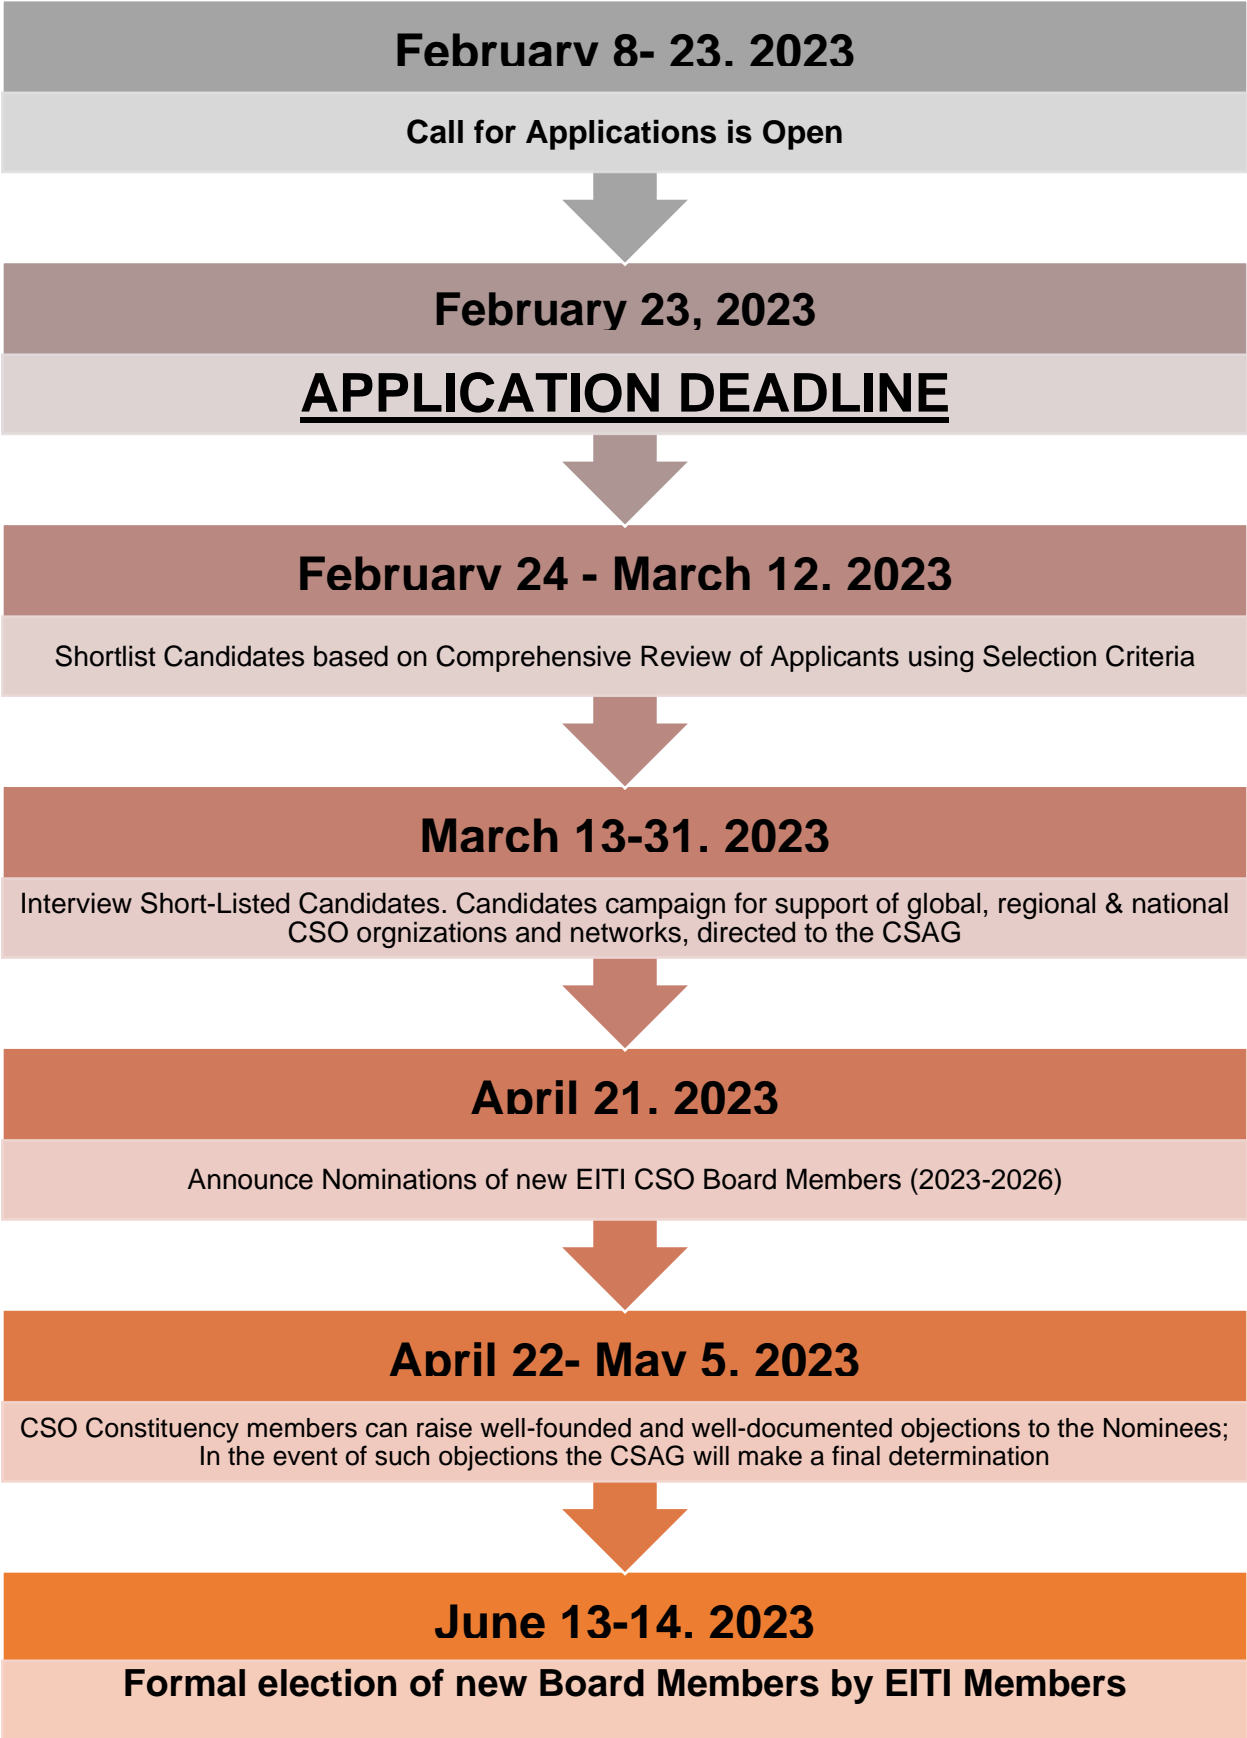 February 8- 23, 2023
Call for Applications is Open
February 23, 2023
APPLICATION DEADLINE
February 24 - March 12, 2023
Shortlist Candidates based on Comprehensive Review of Applicants using Selection Criteria
March 13-31, 2023
Interview Short-Listed Candidates. Candidates campaign for support of global, regional & national
CSO orgnizations and networks, directed to the CSAG
April 21, 2023
Announce Nominations of new EITI CSO Board Members (2023-2026)
April 22- May 5, 2023
CSO Constituency members can raise well-founded and well-documented objections to the Nominees;
In the event of such objections the CSAG will make a final determination
June 13-14, 2023
Formal election of new Board Members by EITI Members